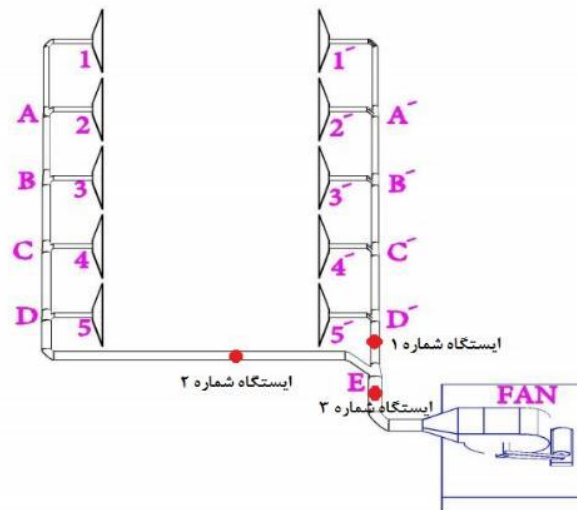 1 1´
A 2 2´ A´
B 3 3´ B´
C 4 4´ C´
D 5 5´ D´
ایستگاه شماره ۱
ایستگاه شماره ۲
E FAN
ایستگاه شماره ۳